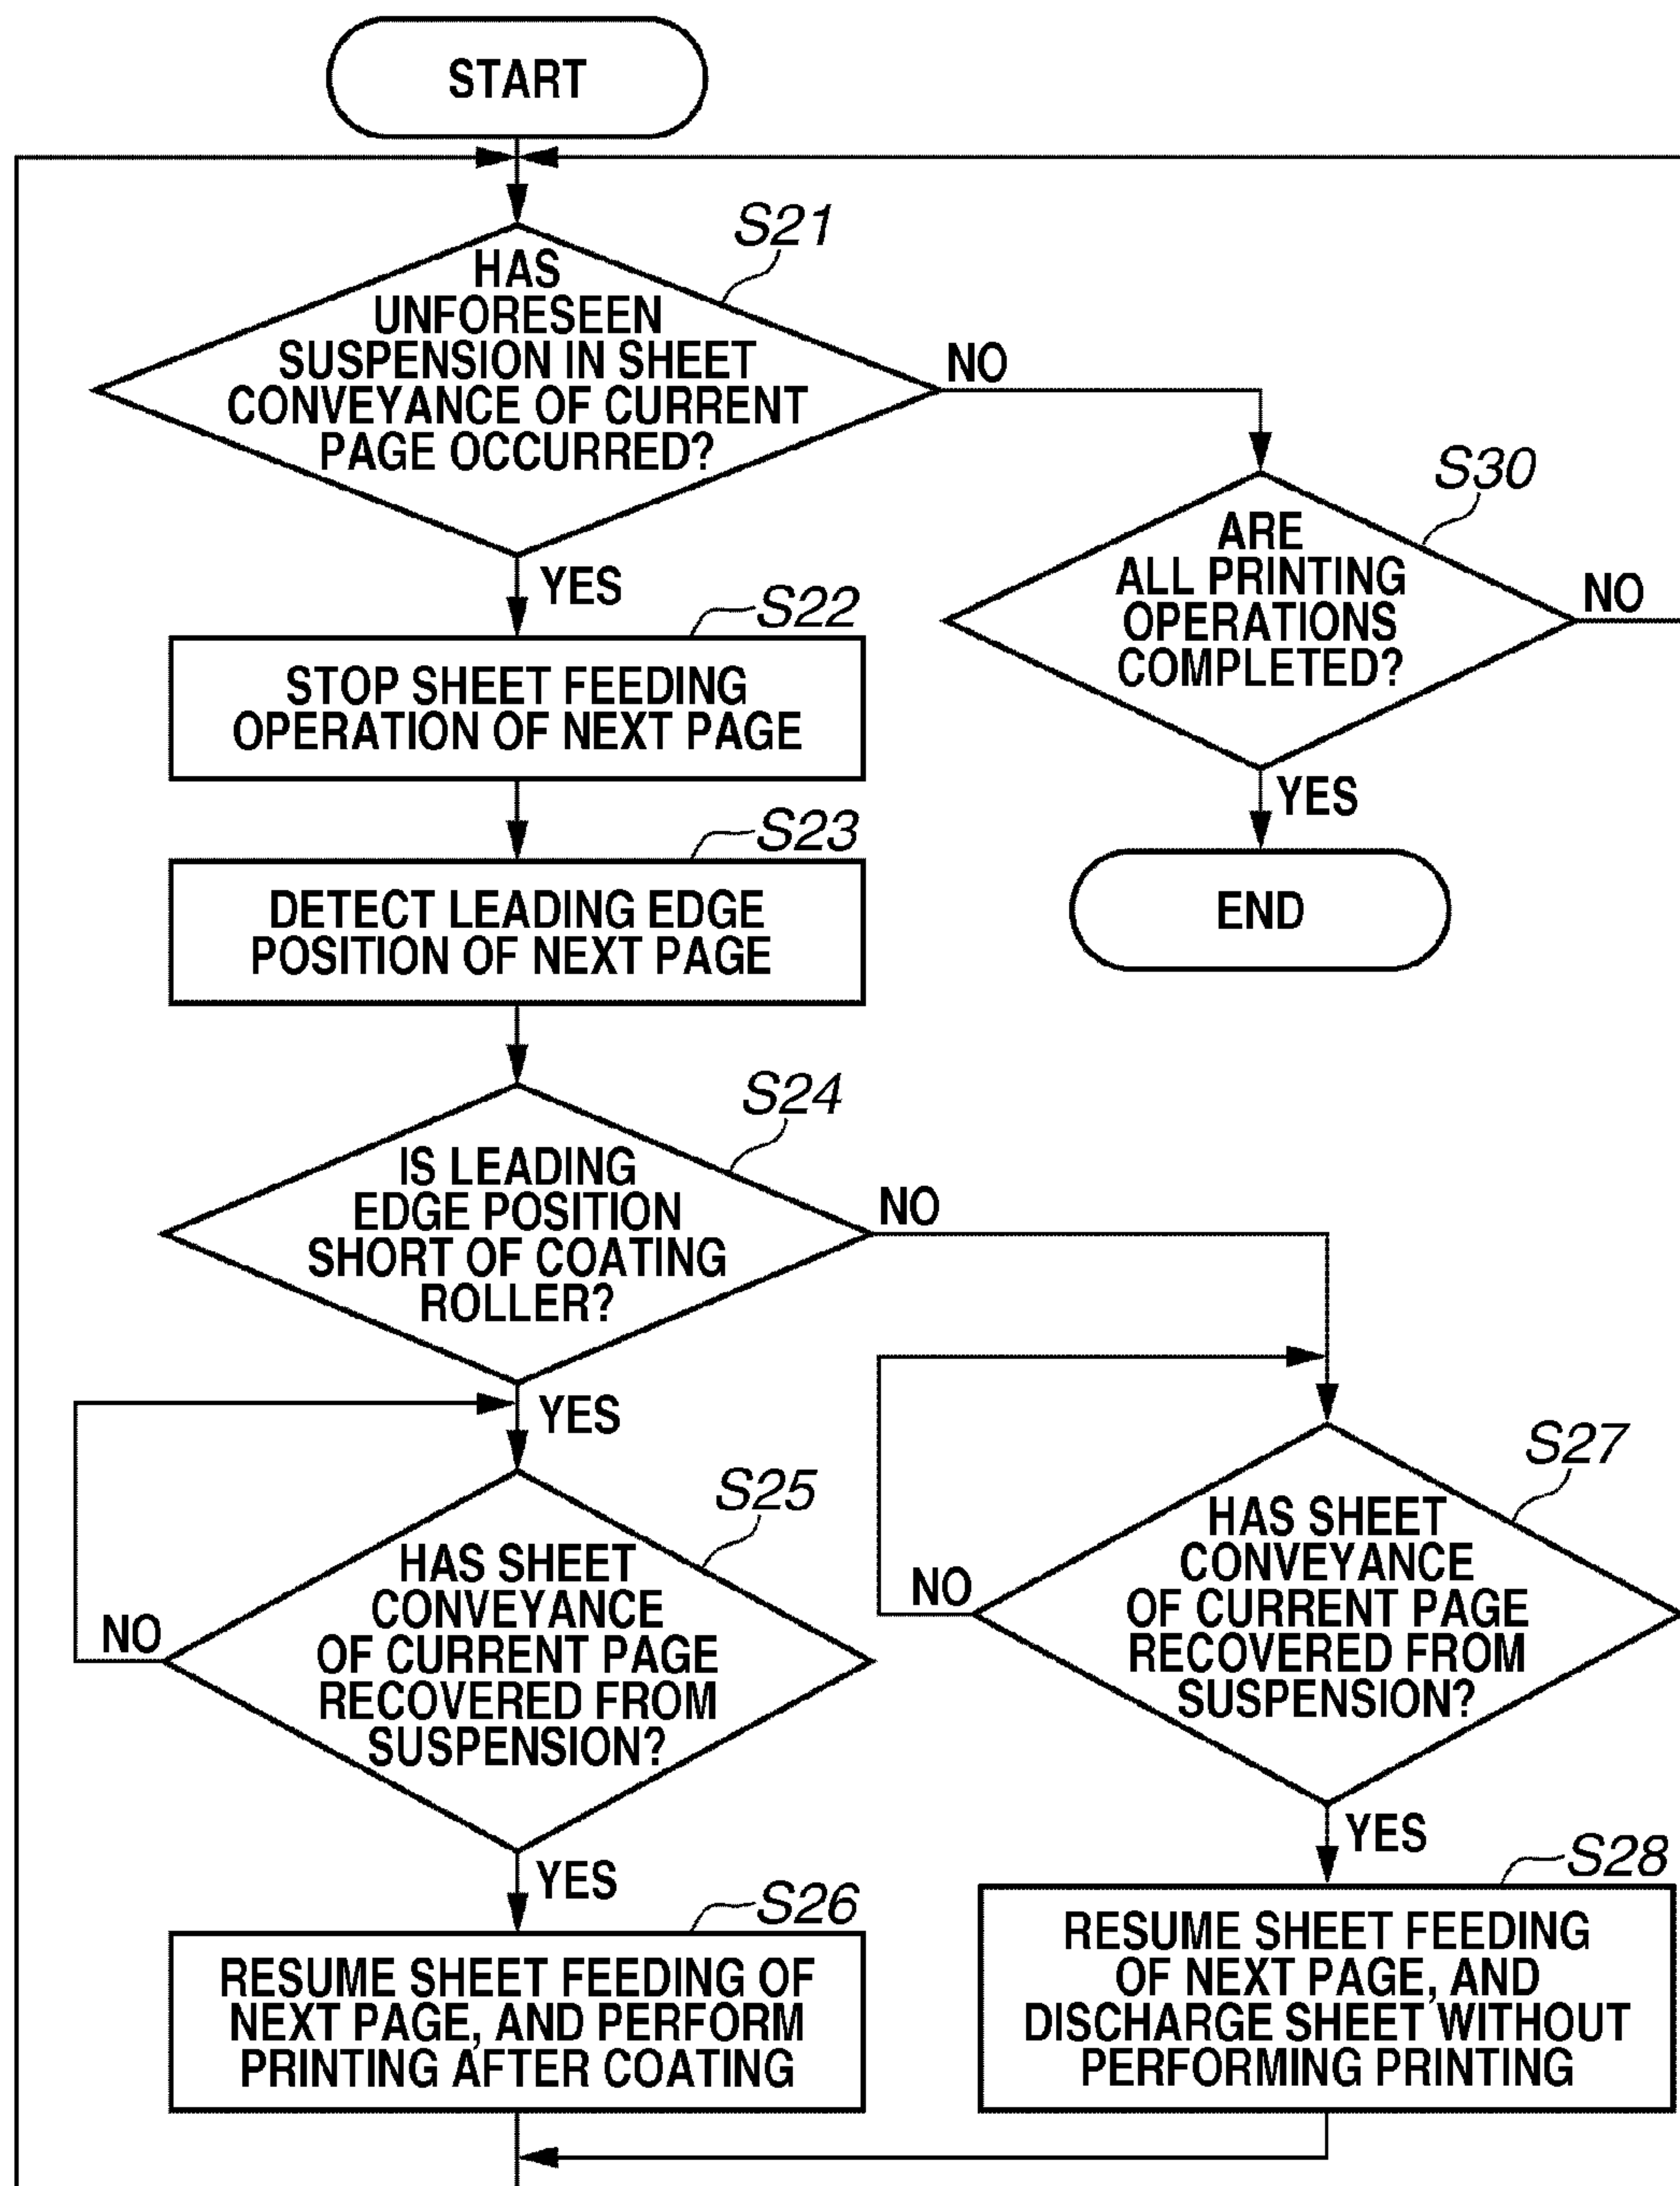 START
S21
HAS
UNFORESEEN
SUSPENSION IN SHEET
CONVEYANCE OF CURRENT
PAGE OCCURRED?
NO
YES
S30
ARE
ALL PRINTING
OPERATIONS
COMPLETED?
NO
YES
END
S22
STOP SHEET FEEDING
OPERATION OF NEXT PAGE
S23
DETECT LEADING EDGE
POSITION OF NEXT PAGE
S24
IS LEADING
EDGE POSITION
SHORT OF COATING
ROLLER?
NO
YES
S25
HAS SHEET
CONVEYANCE
OF CURRENT PAGE
RECOVERED FROM
SUSPENSION?
NO
YES
S26
RESUME SHEET FEEDING OF
NEXT PAGE, AND PERFORM
PRINTING AFTER COATING
S27
HAS SHEET
CONVEYANCE
OF CURRENT PAGE
RECOVERED FROM
SUSPENSION?
NO
YES
S28
RESUME SHEET FEEDING
OF NEXT PAGE, AND
DISCHARGE SHEET WITHOUT
PERFORMING PRINTING